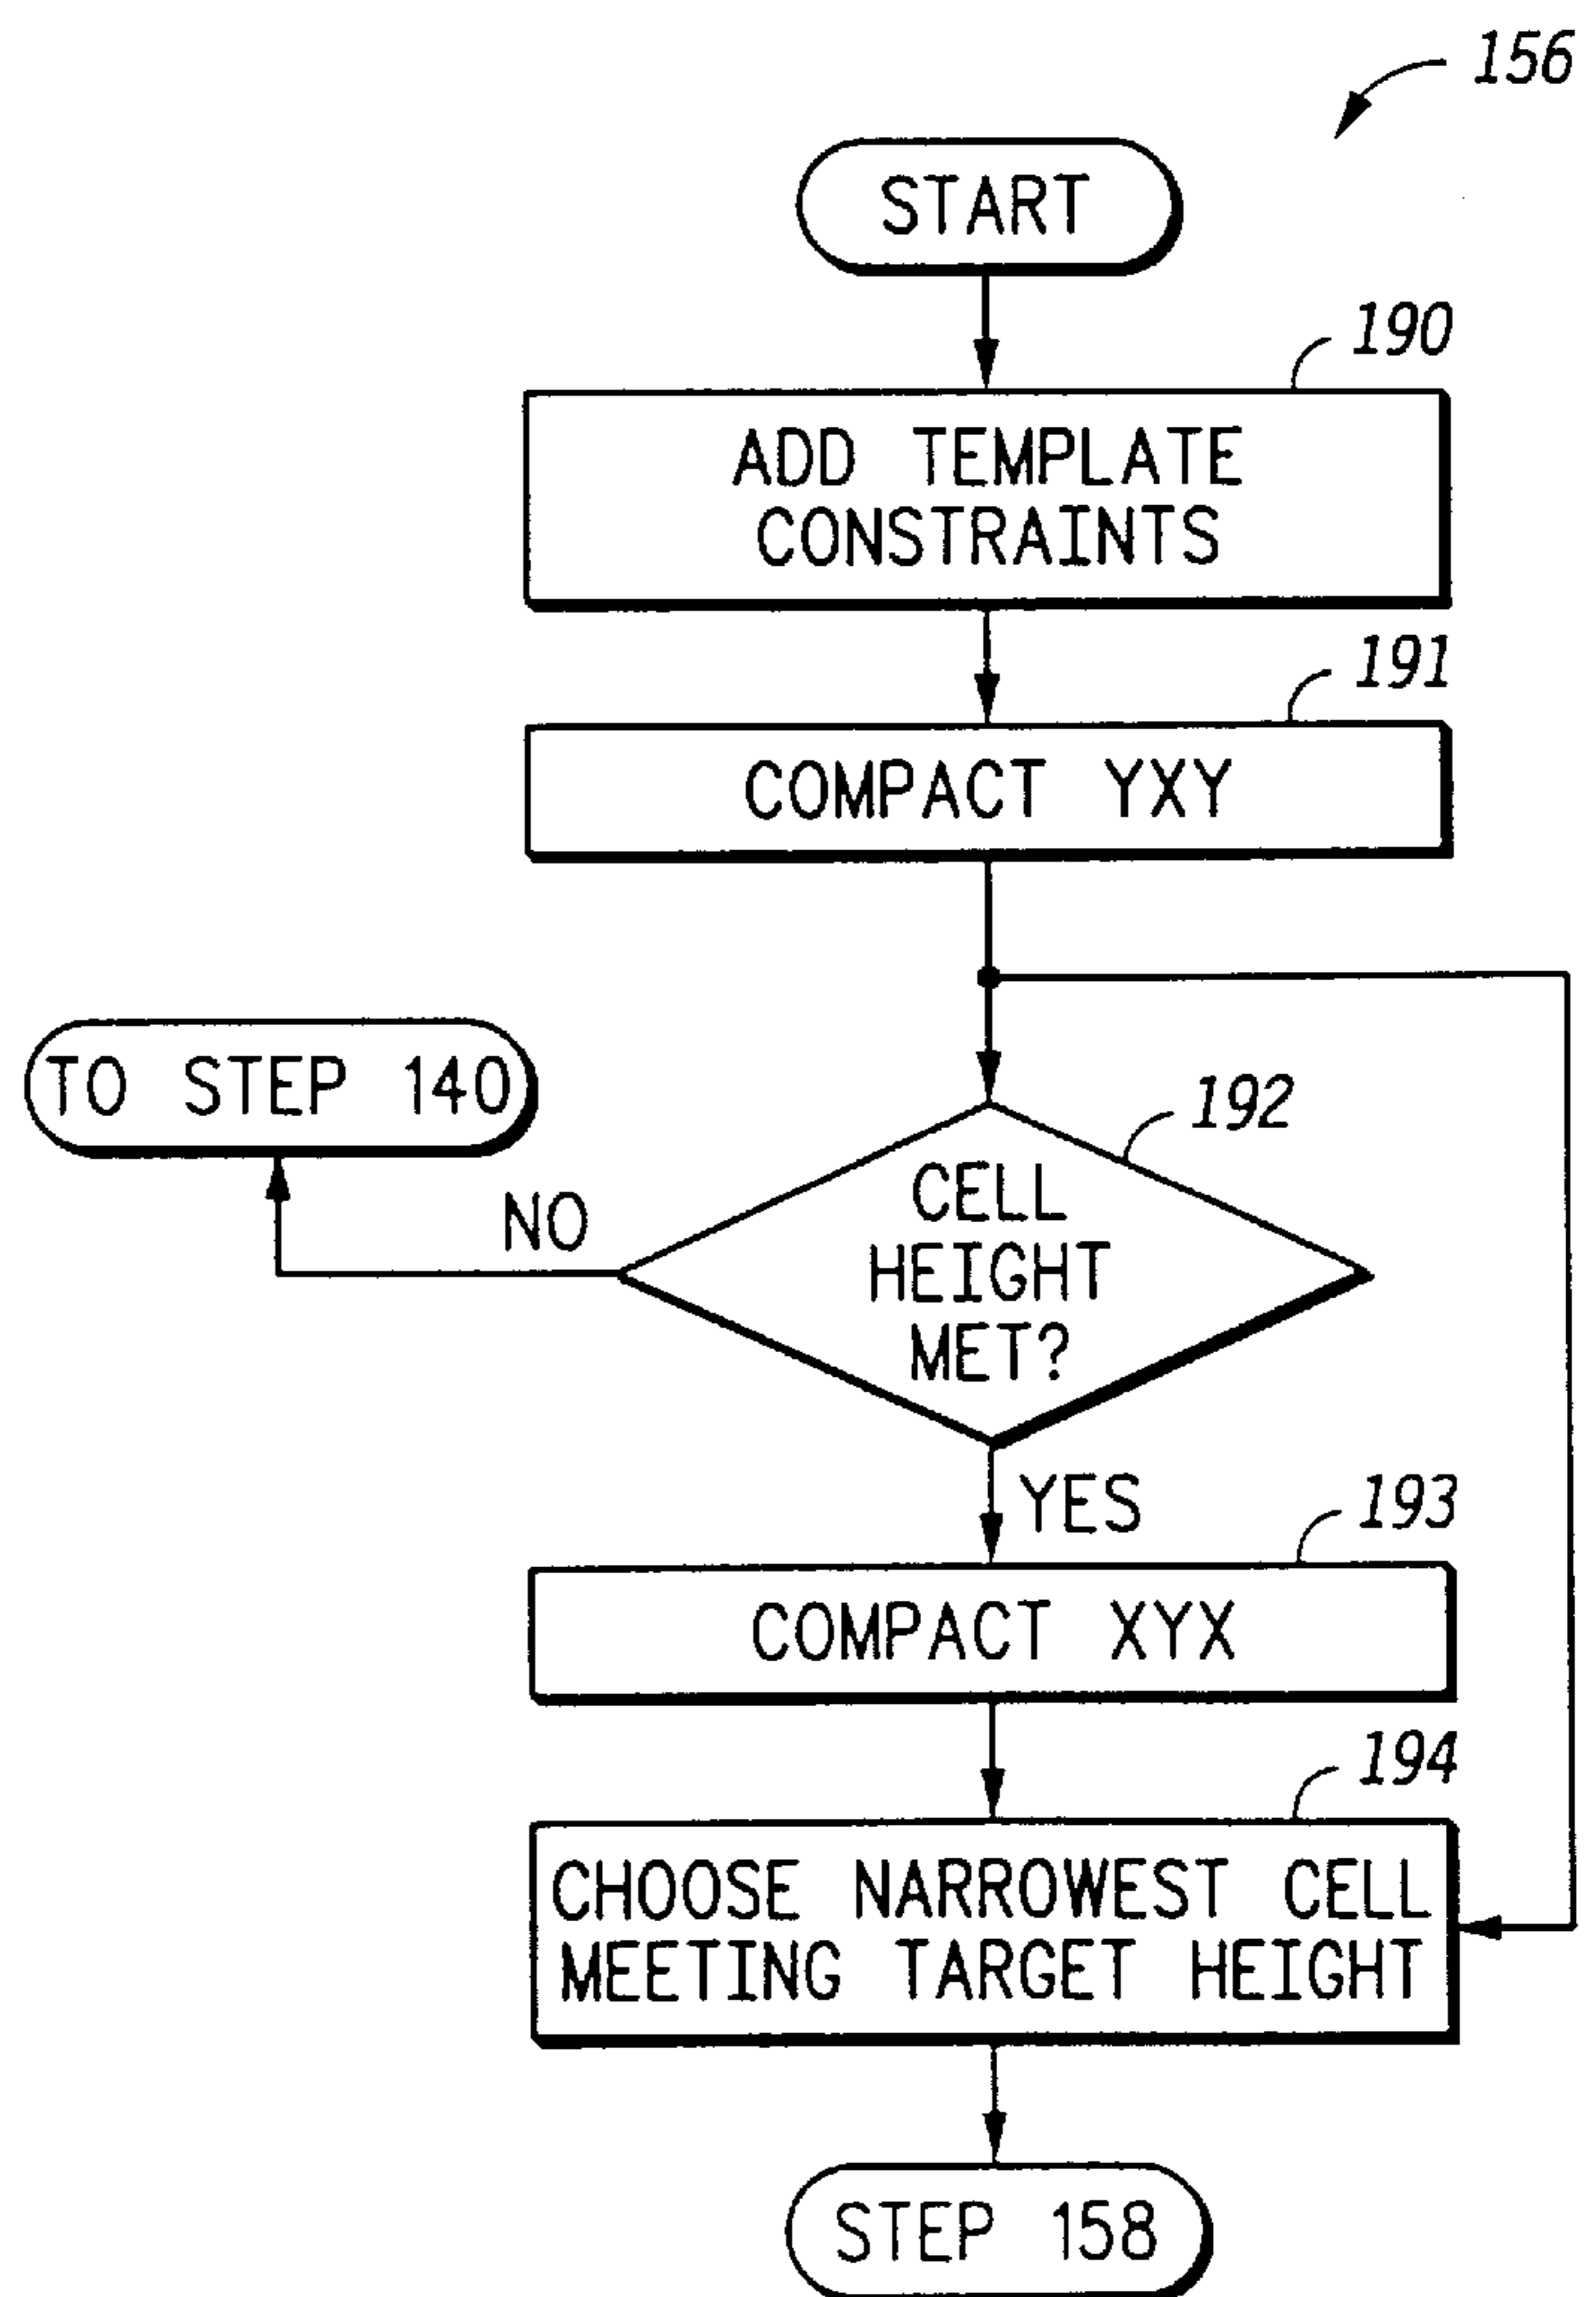 156
START
190
ADD TEMPLATE
CONSTRAINTS
191
COMPACT YXY
TO STEP 140
192
NO
CELL
HEIGHT
MET?
YES
193
COMPACT XYX
194
CHOOSE NARROWEST CELL
MEETING TARGET HEIGHT
STEP 158